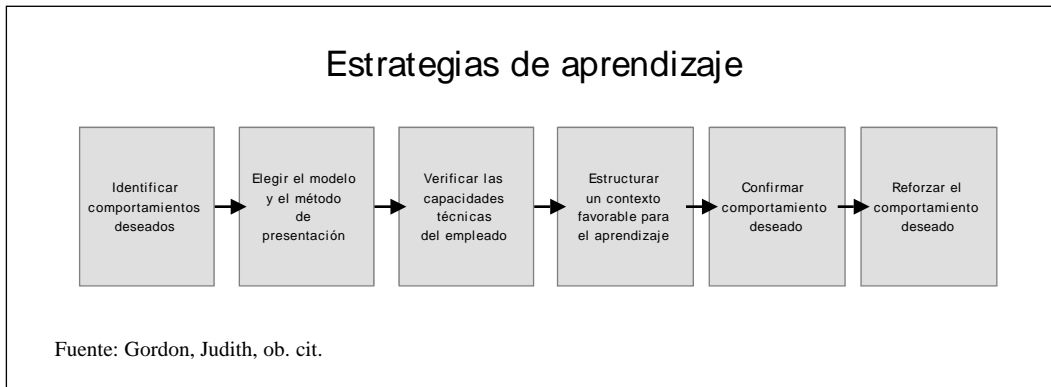 Estrategias de aprendizaje
Identificar
comportamientos
deseados
Elegir el modelo
y el método
de
presentación
Verificar las
capacidades
técnicas
del empleado
Estructurar
un contexto
favorable para
el aprendizaje
Confirmar
comportamiento
deseado
Reforzar el
comportamiento
deseado
Fuente: Gordon, Judith, ob. cit.